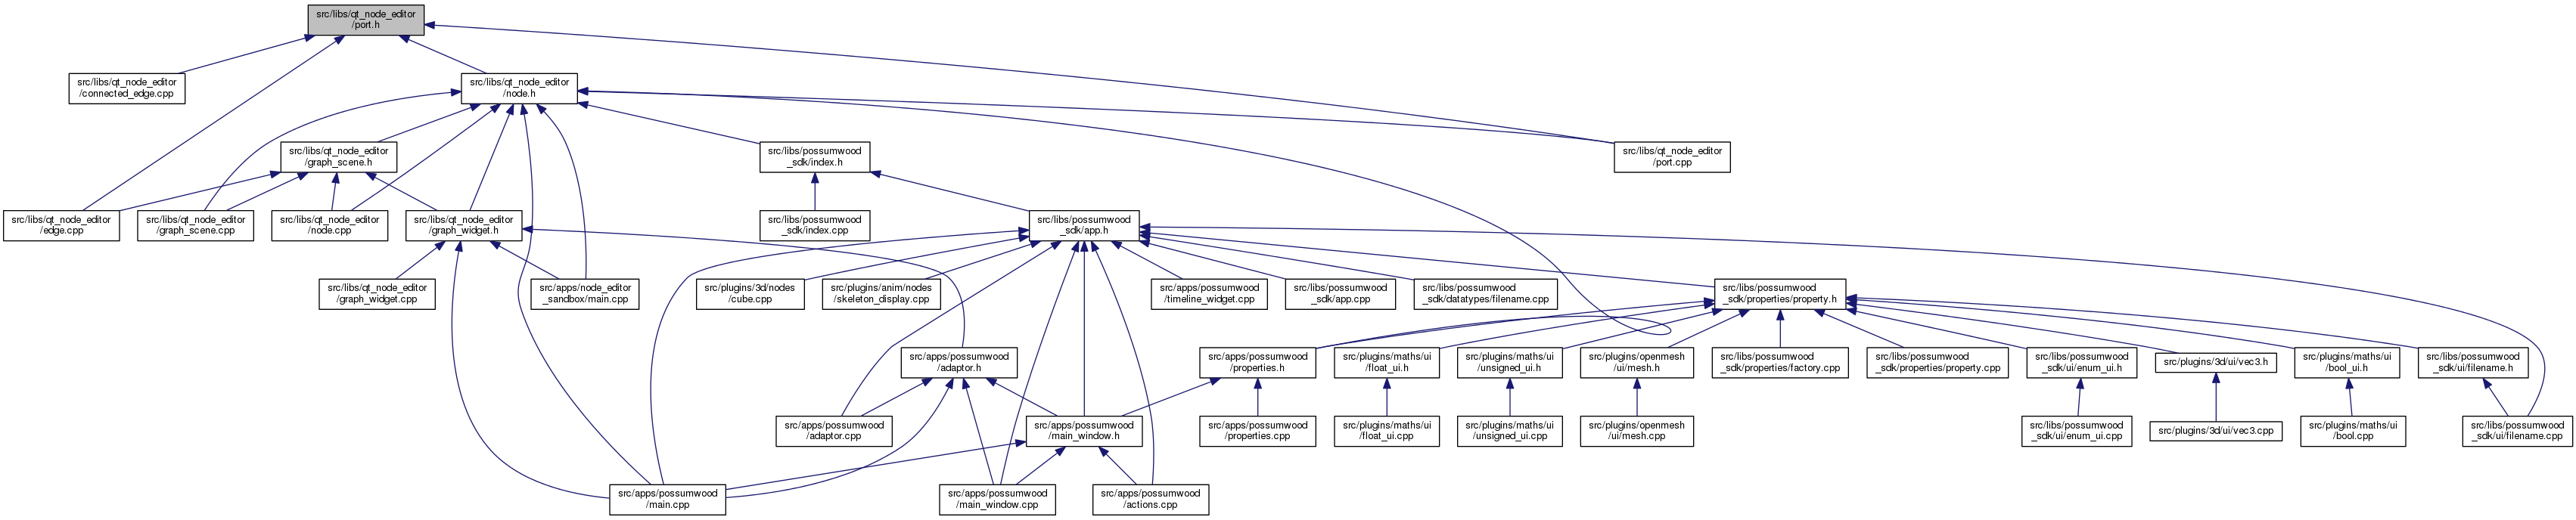 src/libs/qt_node_editor
/port.h
src/libs/qt_node_editor
/connected_edge.cpp
src/libs/qt_node_editor
/node.h
src/libs/qt_node_editor
/graph_scene.h
src/libs/possumwood
_sdk/index.h
src/libs/qt_node_editor
/port.cpp
src/libs/qt_node_editor
/edge.cpp
src/libs/qt_node_editor
/graph_scene.cpp
src/libs/qt_node_editor
/node.cpp
src/libs/qt_node_editor
/graph_widget.h
src/libs/possumwood
_sdk/index.cpp
src/libs/possumwood
_sdk/app.h
src/libs/qt_node_editor
/graph_widget.cpp
src/apps/node_editor
_sandbox/main.cpp
src/plugins/3d/nodes
/cube.cpp
src/plugins/anim/nodes
/skeleton_display.cpp
src/apps/possumwood
/timeline_widget.cpp
src/libs/possumwood
_sdk/app.cpp
src/libs/possumwood
_sdk/datatypes/filename.cpp
src/libs/possumwood
_sdk/properties/property.h
src/apps/possumwood
/adaptor.h
src/apps/possumwood
/properties.h
src/plugins/maths/ui
/float_ui.h
src/plugins/maths/ui
/unsigned_ui.h
src/plugins/openmesh
/ui/mesh.h
src/libs/possumwood
_sdk/properties/factory.cpp
src/libs/possumwood
_sdk/properties/property.cpp
src/libs/possumwood
_sdk/ui/enum_ui.h
src/plugins/3d/ui/vec3.h
src/plugins/maths/ui
/bool_ui.h
src/libs/possumwood
_sdk/ui/filename.h
src/apps/possumwood
/adaptor.cpp
src/apps/possumwood
/main_window.h
src/apps/possumwood
/properties.cpp
src/plugins/maths/ui
/float_ui.cpp
src/plugins/maths/ui
/unsigned_ui.cpp
src/plugins/openmesh
/ui/mesh.cpp
src/libs/possumwood
_sdk/ui/enum_ui.cpp
src/plugins/3d/ui/vec3.cpp
src/plugins/maths/ui
/bool.cpp
src/libs/possumwood
_sdk/ui/filename.cpp
src/apps/possumwood
/main.cpp
src/apps/possumwood
/main_window.cpp
src/apps/possumwood
/actions.cpp